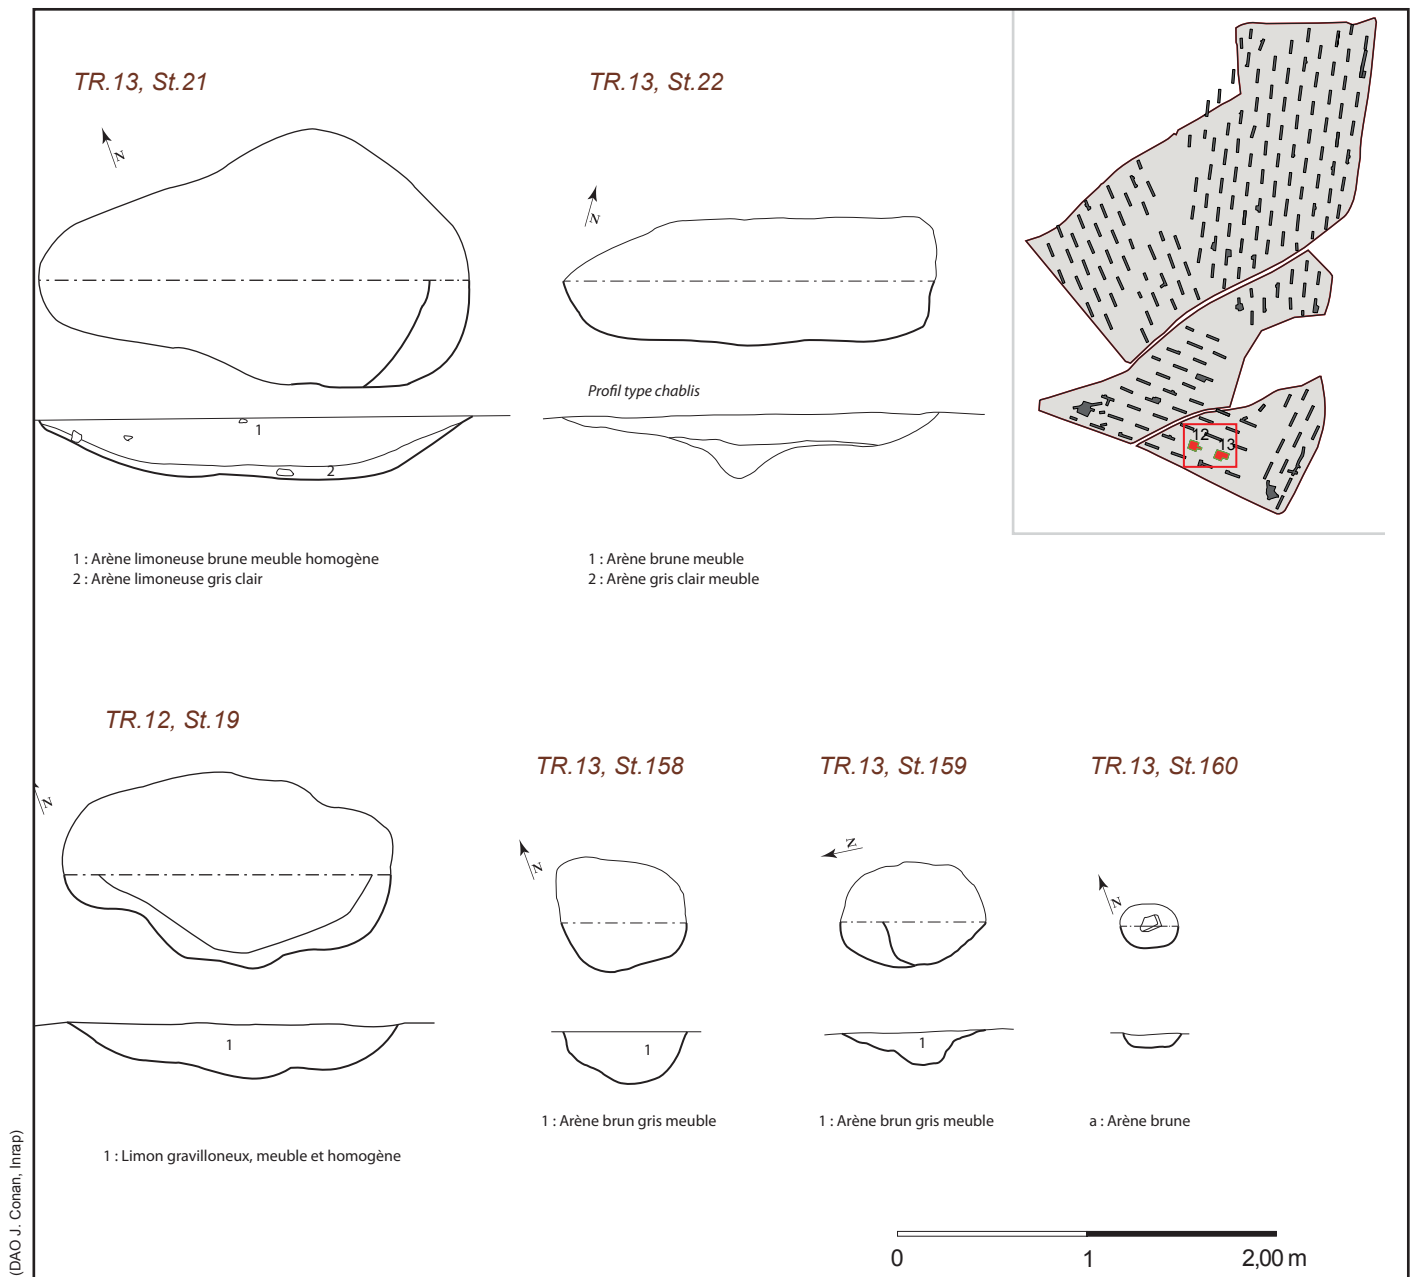 TR.13, St.21
TR.13, St.22
N
N
12
13
1
2
Profil type chablis
1 : Arène limoneuse brune meuble homogène
2 : Arène limoneuse gris clair
1 : Arène brune meuble
2 : Arène gris clair meuble
TR.12, St.19
TR.13, St.158
TR.13, St.159
TR.13, St.160
N
N
N
N
1
1
1
1 : Arène brun gris meuble
1 : Arène brun gris meuble
a : Arène brune
1 : Limon gravilloneux, meuble et homogène
0
1
2,00 m
(DAO J. Conan, Inrap)